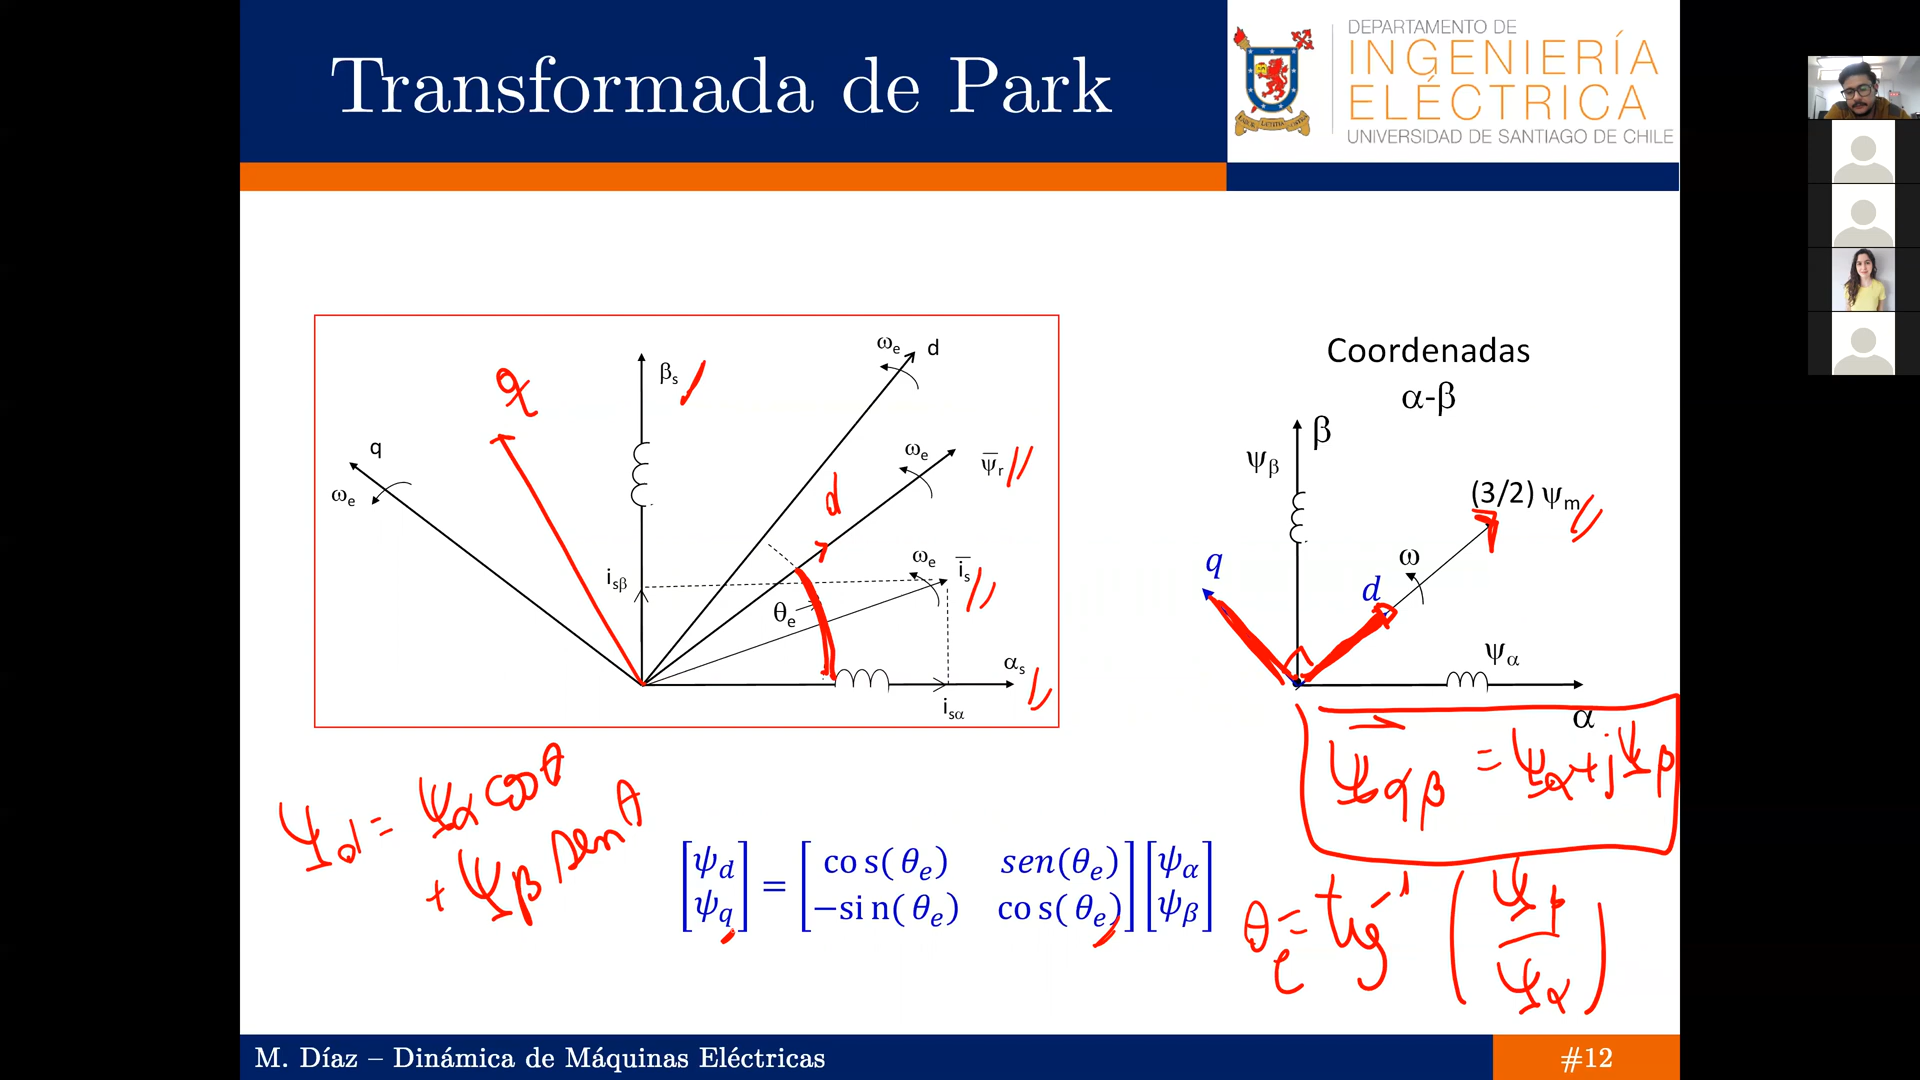 Transformada de Park
DEPARTAMENTO DE
INGENIERÍA
ELÉCTRICA
UNIVERSIDAD DE SANTIAGO DE CHILE
ωe d
βs
q
q
ωe
ωe
ψr
d
isβ
ωe
is
θe
αs
isα
Coordenadas
α-β
β
ψβ
(3/2) ψm
ω
q
d
ψα
α
ψαβ = ψα + jψβ
ψd = ψα cos θ
+ ψβ sen θ
[ψd ψq] = [cos(θe) sen(θe) −sin(θe) cos(θe)] [ψα ψβ]
θe = tg⁻¹ (ψβ / ψα)
M. Díaz – Dinámica de Máquinas Eléctricas
#12